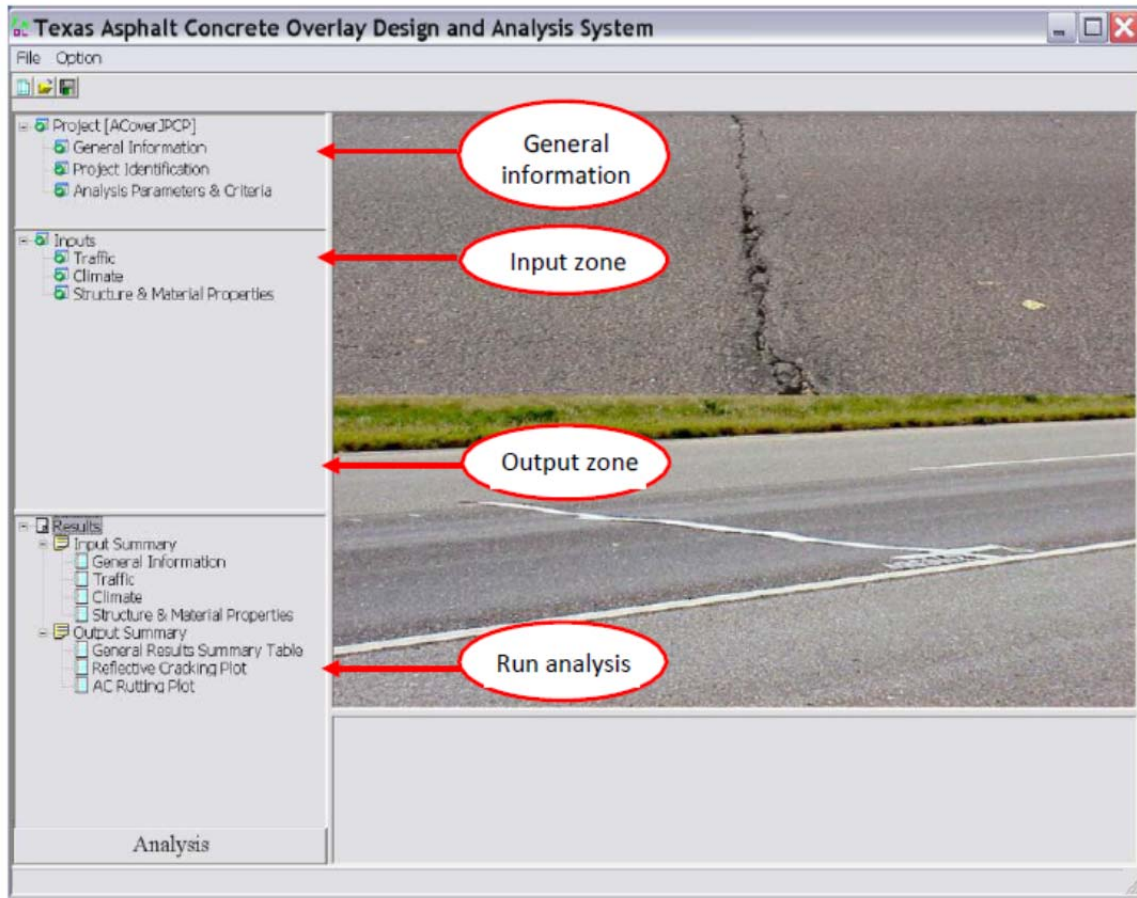 Texas Asphalt Concrete Overlay Design and Analysis System
File Option
Project [ACoverJPCP]
General Information
Project Identification
Analysis Parameters & Criteria
General
information
Inputs
Traffic
Climate
Structure & Material Properties
Input zone
Output zone
Results
Input Summary
General Information
Traffic
Climate
Structure & Material Properties
Output Summary
General Results Summary Table
Reflective Cracking Plot
AC Rutting Plot
Run analysis
Analysis